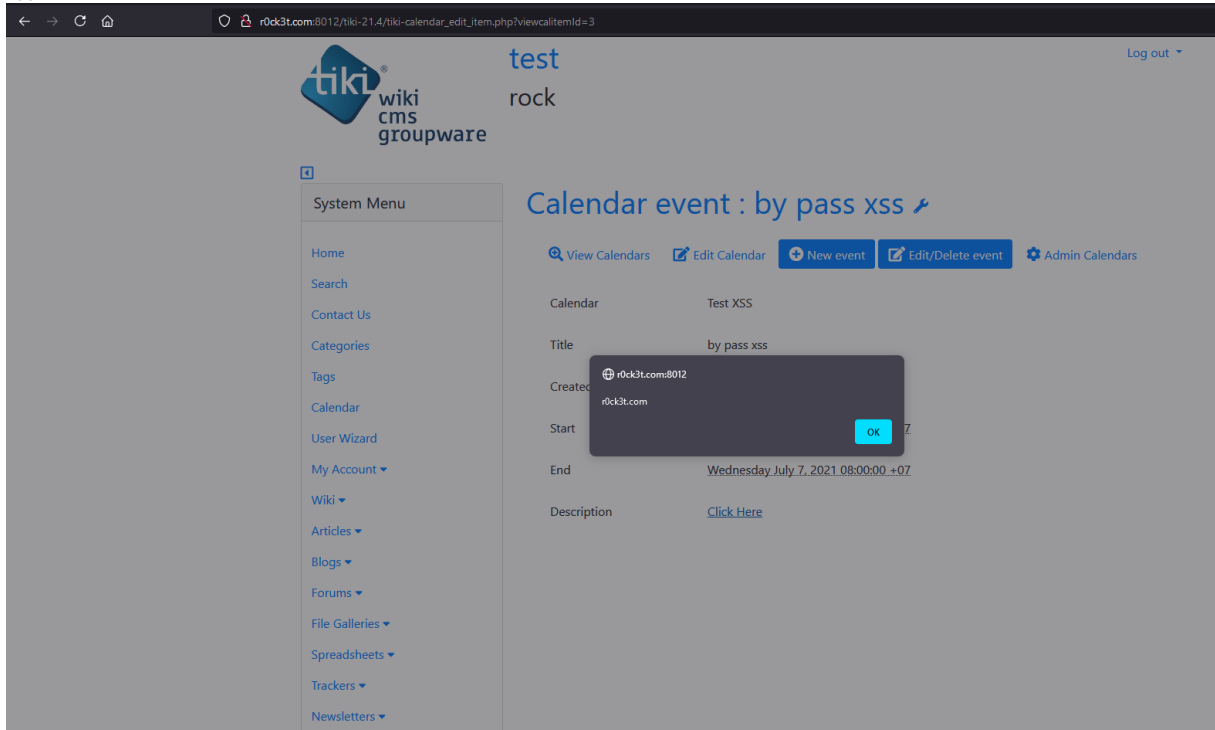 r0ck3t.com:8012/tiki-21.4/tiki-calendar_edit_item.php?viewcalitemId=3
tiki®
wiki
cms
groupware
test
rock
Log out
System Menu
Home
Search
Contact Us
Categories
Tags
Calendar
User Wizard
My Account
Wiki
Articles
Blogs
Forums
File Galleries
Spreadsheets
Trackers
Newsletters
Calendar event : by pass xss
View Calendars Edit Calendar New event Edit/Delete event Admin Calendars
Calendar Test XSS
Title by pass xss
Created
Start 7
End Wednesday July 7, 2021 08:00:00 +07
Description Click Here
r0ck3t.com:8012
r0ck3t.com
OK